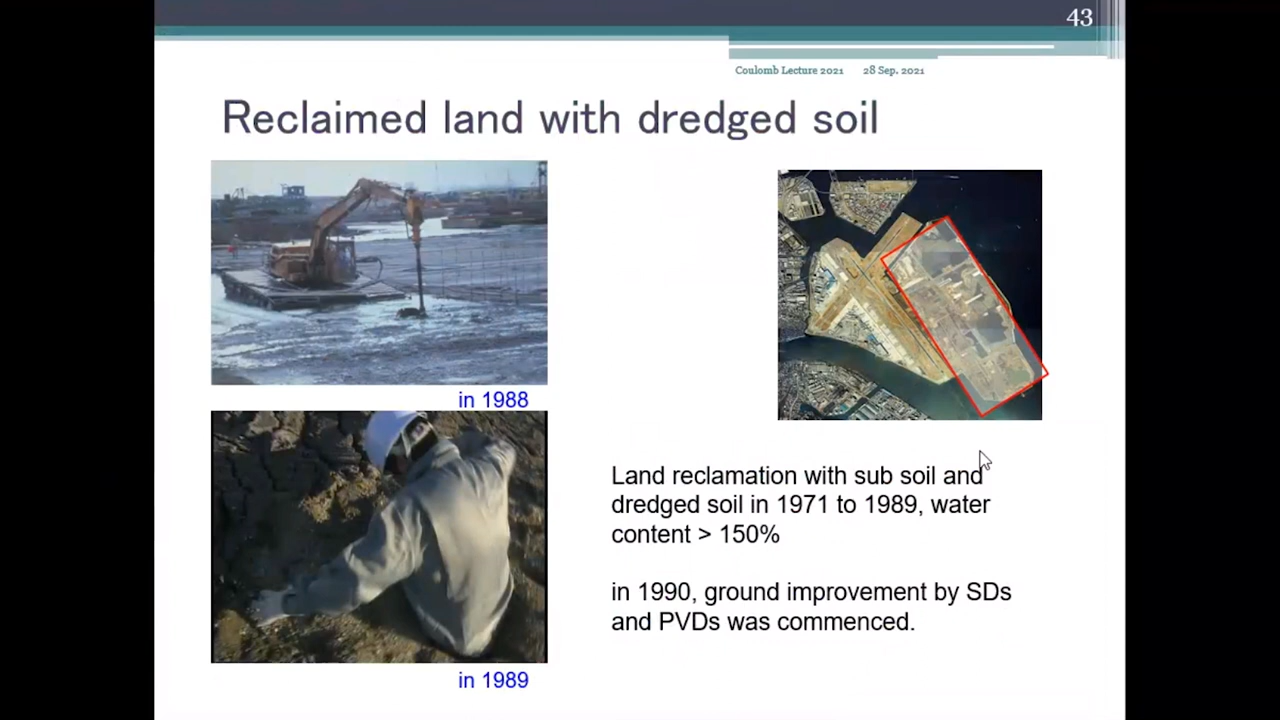 43
Coulomb Lecture 2021 28 Sep. 2021
Reclaimed land with dredged soil
in 1988
in 1989
Land reclamation with sub soil and
dredged soil in 1971 to 1989, water
content > 150%
in 1990, ground improvement by SDs
and PVDs was commenced.